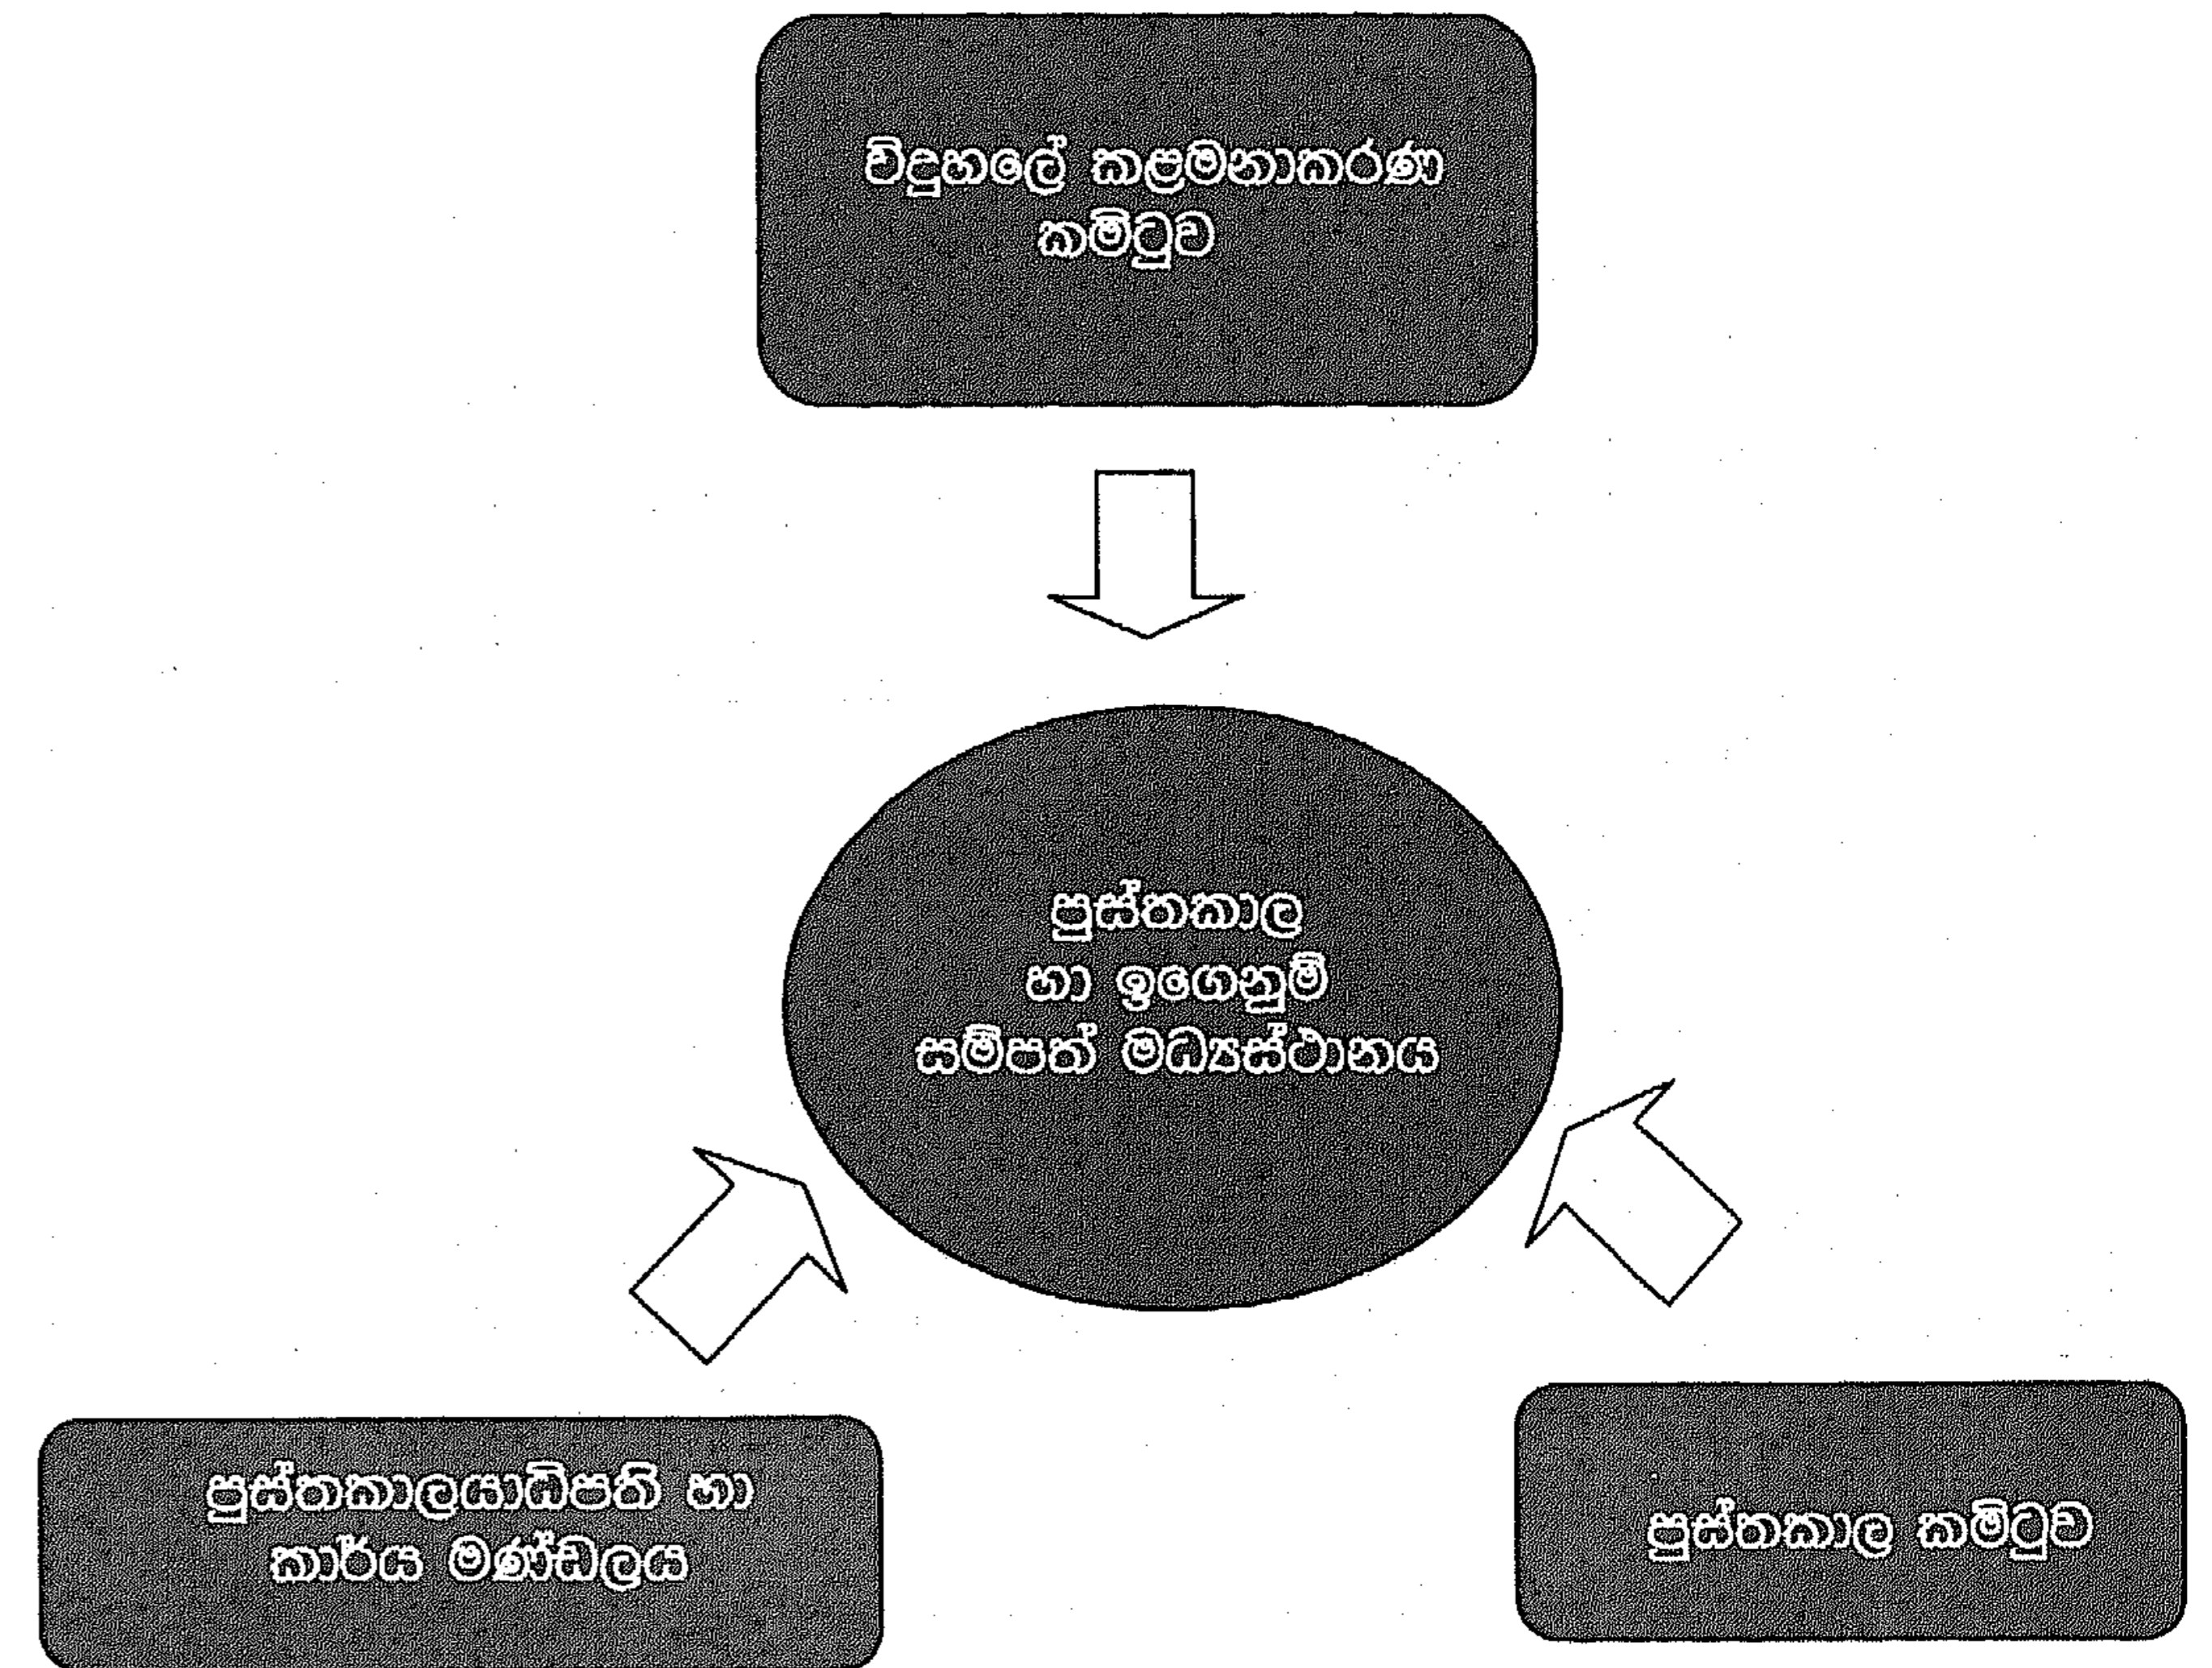 විදුහලේ කළමනාකරණ
කමිටුව
පුස්තකාල
හා ඉගෙනුම්
සම්පත් මධ්‍යස්ථානය
පුස්තකාලයාධිපති හා
කාර්ය මණ්ඩලය
පුස්තකාල කමිටුව